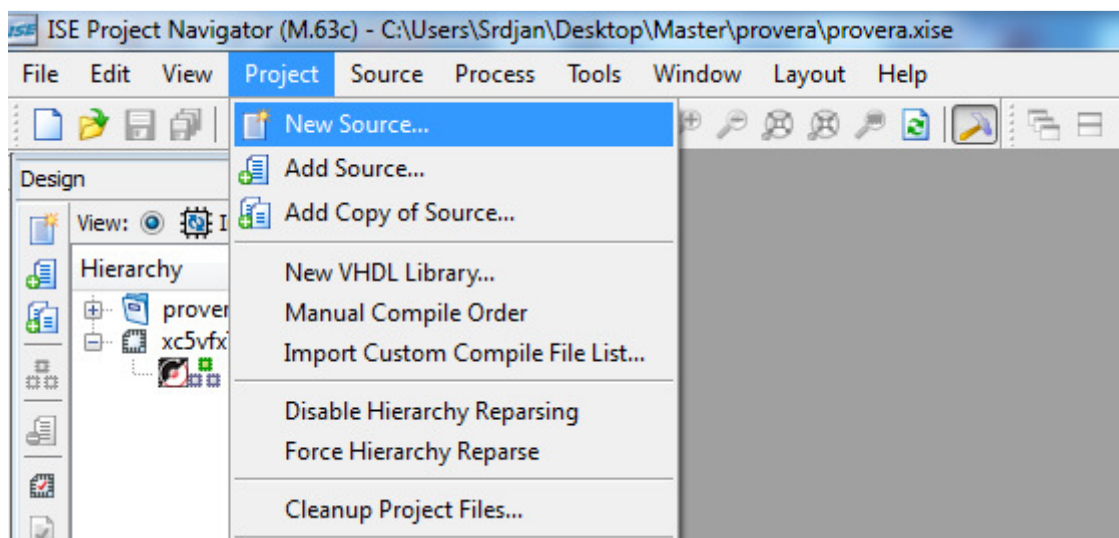 ISE ISE Project Navigator (M.63c) - C:\Users\Srdjan\Desktop\Master\provera\provera.xise
File Edit View Project Source Process Tools Window Layout Help
New Source...
Add Source...
Add Copy of Source...
New VHDL Library...
Manual Compile Order
Import Custom Compile File List...
Disable Hierarchy Reparsing
Force Hierarchy Reparse
Cleanup Project Files...
Design
View:
Hierarchy
prover
xc5vfx